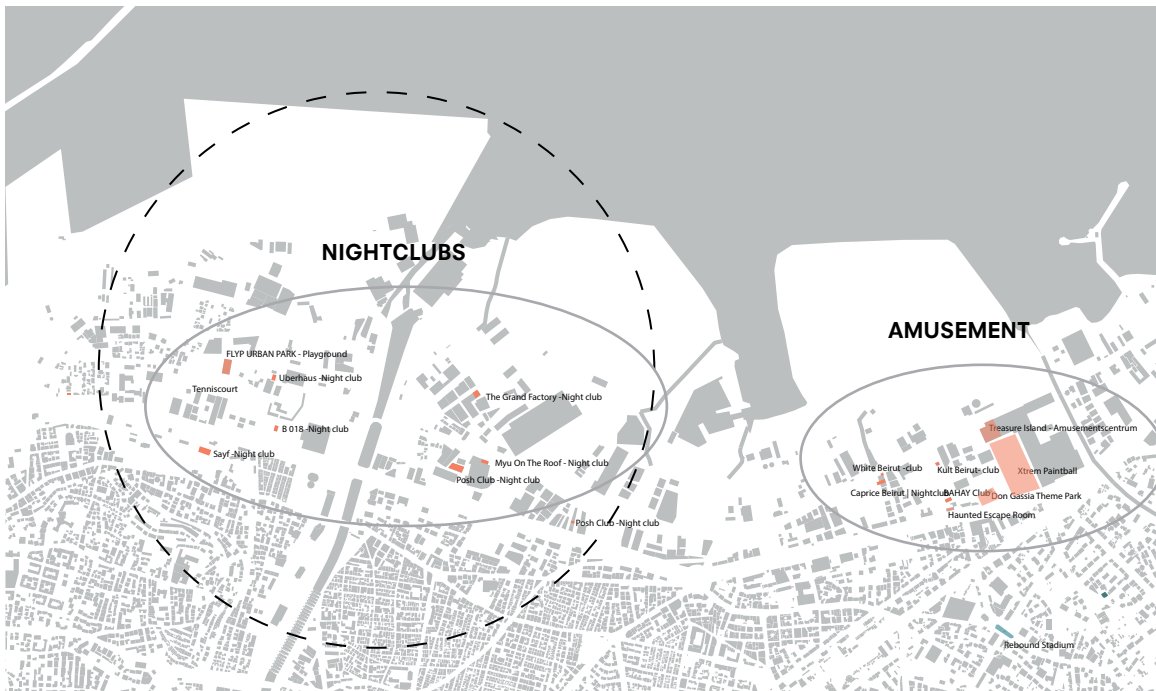 NIGHTCLUBS
AMUSEMENT
FLYP URBAN PARK - Playground
Uberhaus -Night club
Tenniscourt
The Grand Factory -Night club
B 018 -Night club
Treasure Island - Amusementscentrum
Sayf -Night club
Myu On The Roof - Night club
Posh Club -Night club
White Beirut -club
Kult Beirut- club
Xtrem Paintball
Caprice Beirut | Nightclub
BAHAY Club
Don Gassia Theme Park
Haunted Escape Room
Posh Club -Night club
Rebound Stadium